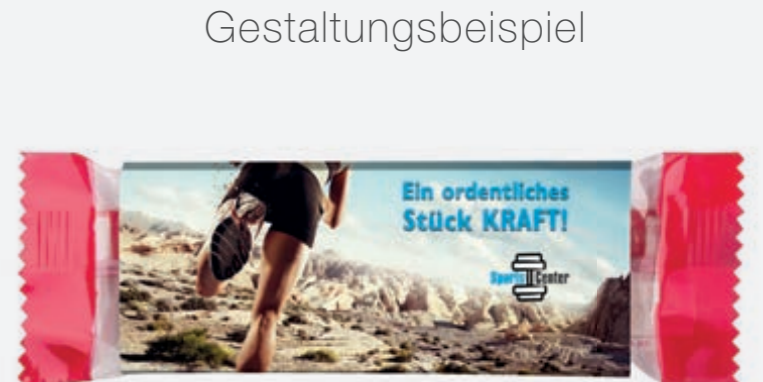 Gestaltungsbeispiel
Ein ordentliches
Stück KRAFT!
Sports Center